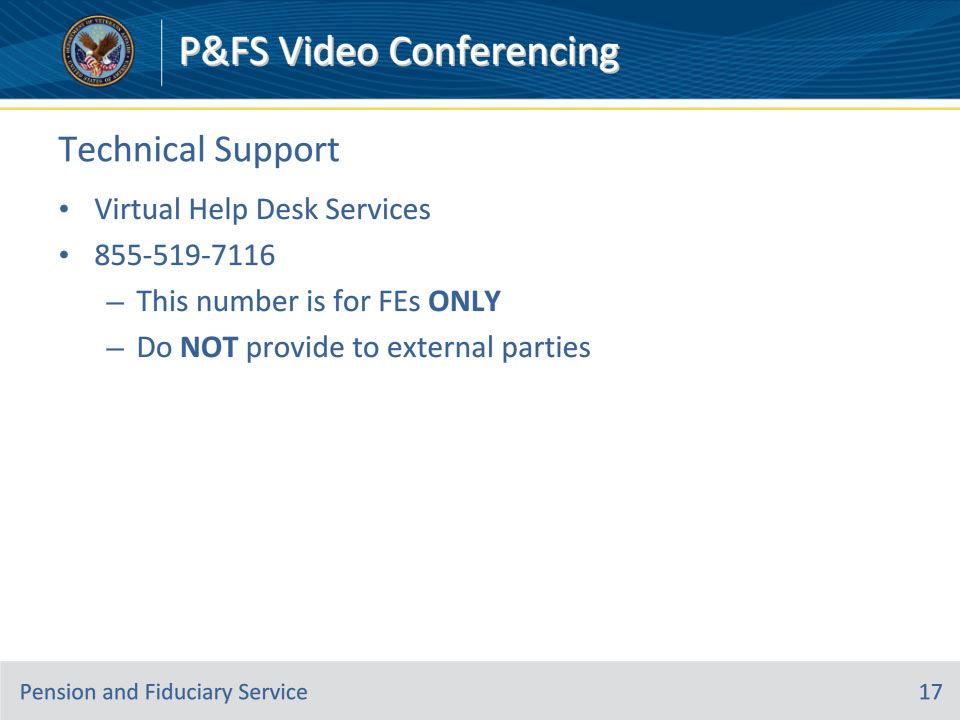 DEPARTMENT OF VETERANS AFFAIRS
UNITED STATES OF AMERICA
P&FS Video Conferencing
Technical Support
• Virtual Help Desk Services
• 855-519-7116
– This number is for FEs ONLY
– Do NOT provide to external parties
Pension and Fiduciary Service
17